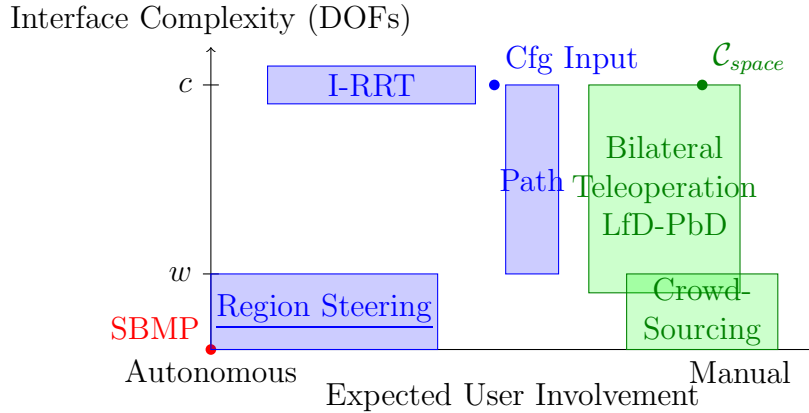 Interface Complexity (DOFs)
Cfg Input
𝒞space
c
I-RRT
Bilateral
Path
Teleoperation
LfD-PbD
w
Region Steering
Crowd-
Sourcing
SBMP
Autonomous
Manual
Expected User Involvement